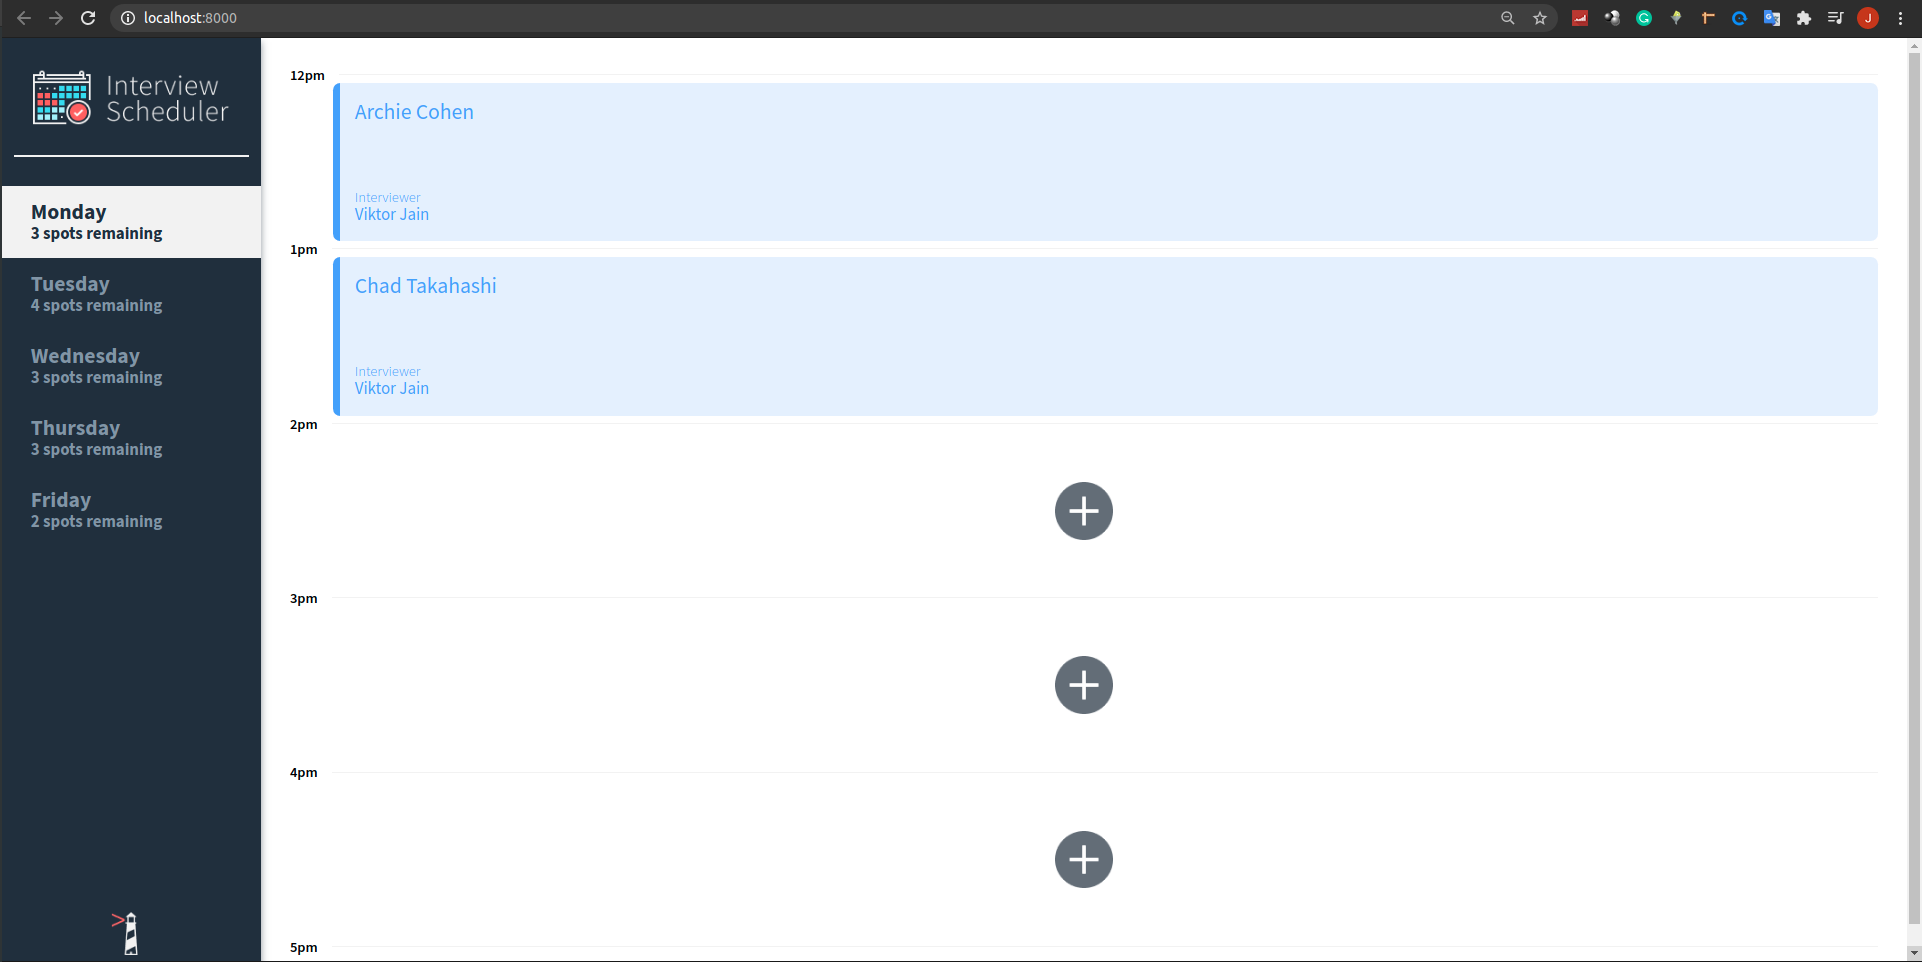 localhost:8000
J
Interview
Scheduler
Monday
3 spots remaining
Tuesday
4 spots remaining
Wednesday
3 spots remaining
Thursday
3 spots remaining
Friday
2 spots remaining
12pm
Archie Cohen
Interviewer
Viktor Jain
1pm
Chad Takahashi
Interviewer
Viktor Jain
2pm
3pm
4pm
5pm